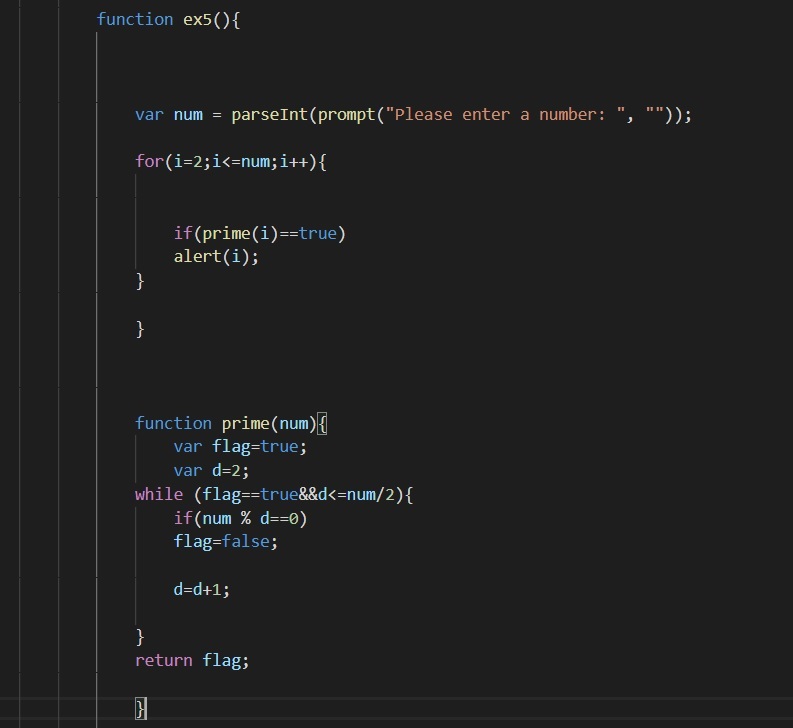 function ex5(){
var num = parseInt(prompt("Please enter a number: ", ""));
for(i=2;i<=num;i++){
if(prime(i)==true)
alert(i);
}
}
function prime(num){
var flag=true;
var d=2;
while (flag==true&&d<=num/2){
if(num % d==0)
flag=false;
d=d+1;
}
return flag;
}